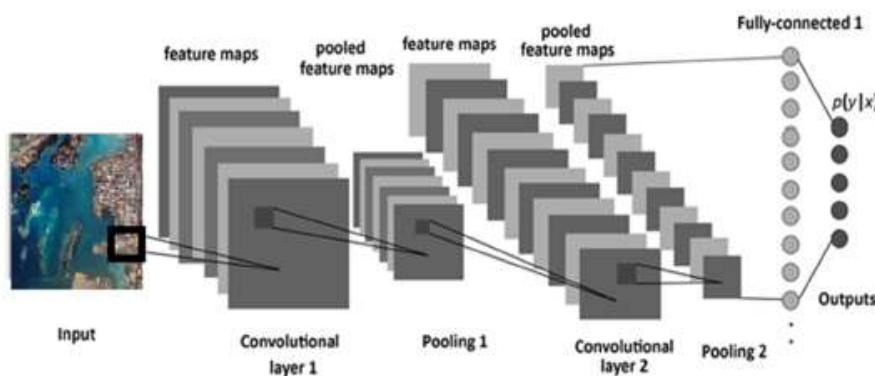 feature maps
pooled
feature maps
feature maps
pooled
feature maps
Fully-connected 1
p(y|x)
Input
Convolutional
layer 1
Pooling 1
Convolutional
layer 2
Pooling 2
Outputs